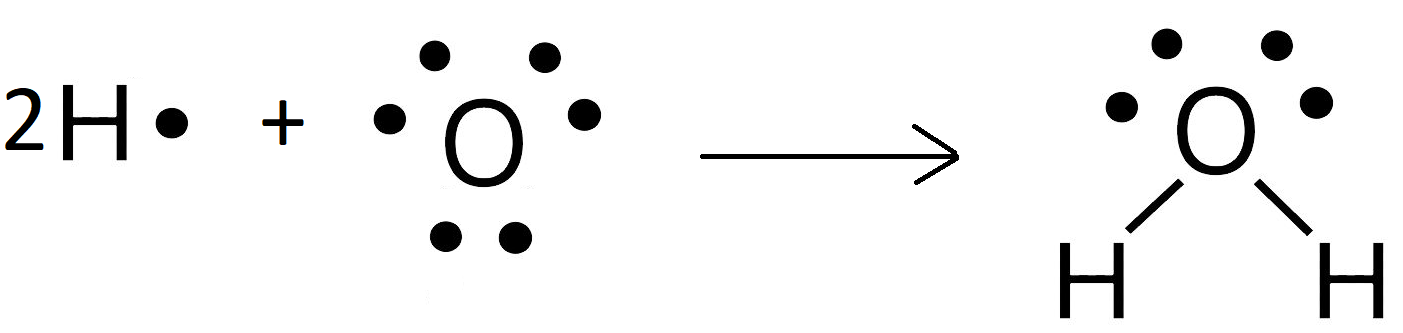 2H• + O
O
H H